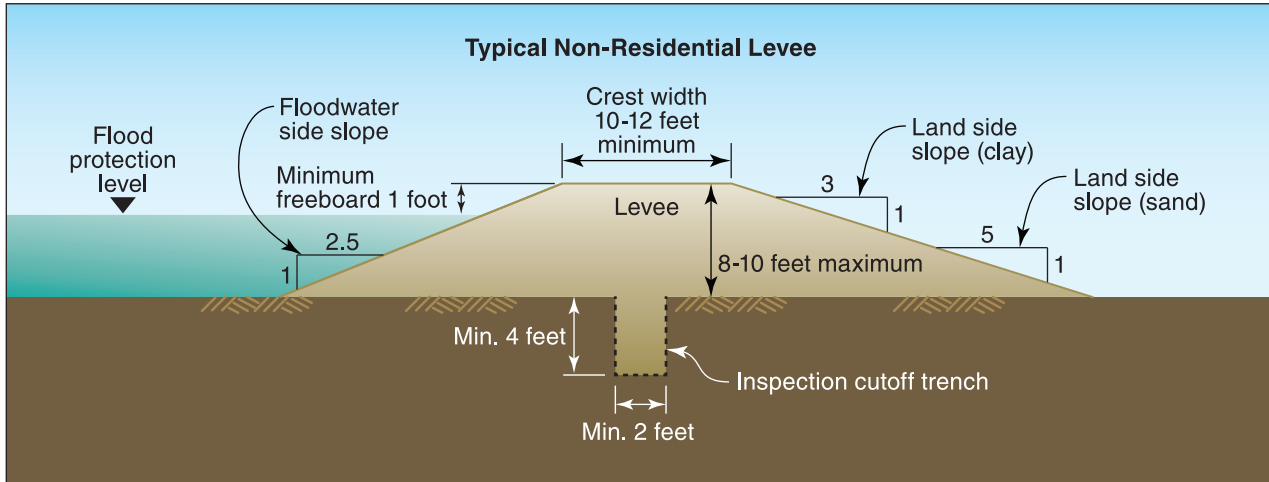 Typical Non-Residential Levee
Crest width
10-12 feet
minimum
Floodwater
side slope
Flood
protection
level
Minimum
freeboard 1 foot
Land side
slope (clay)
Land side
slope (sand)
3
1
Levee
5
1
2.5
1
8-10 feet maximum
Min. 4 feet
Inspection cutoff trench
Min. 2 feet